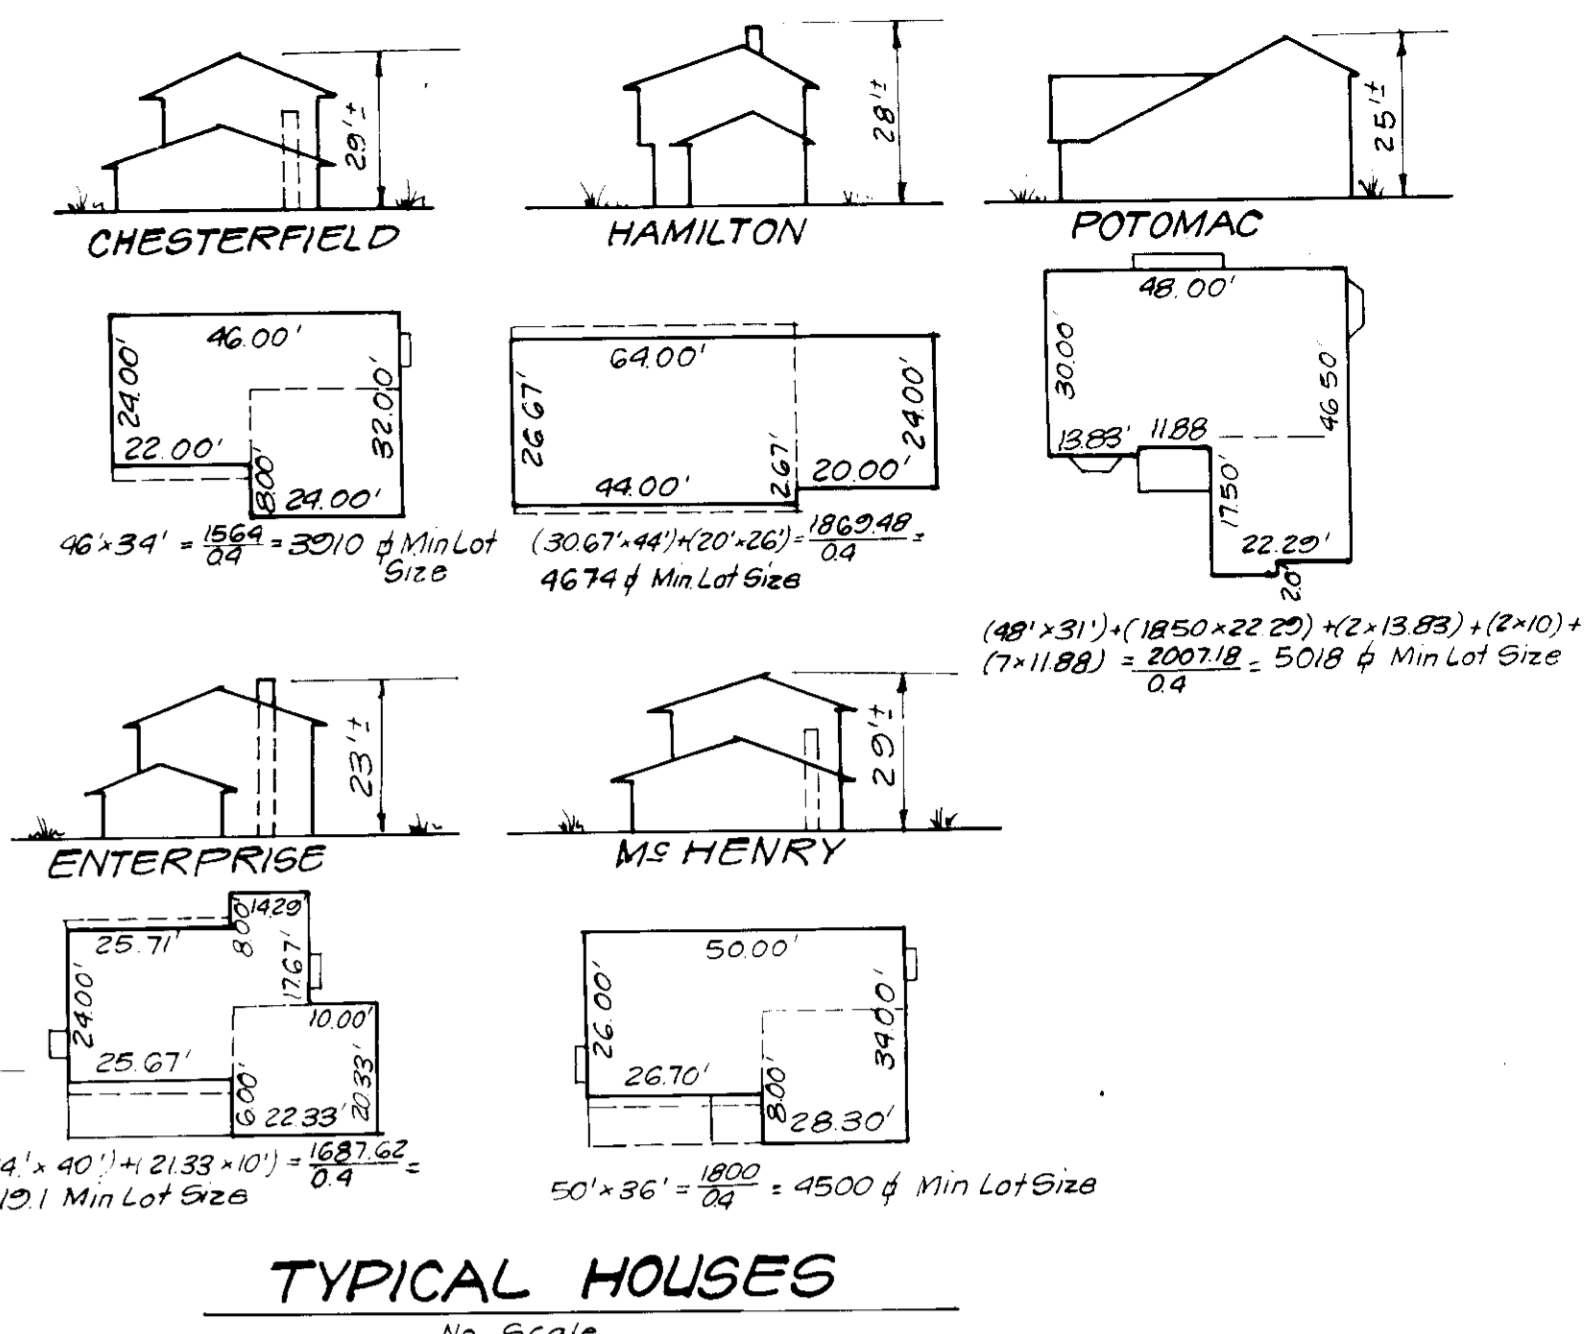 29'±
CHESTERFIELD
28'±
HAMILTON
25'±
POTOMAC
46.00'
24.00'
32.00'
22.00'
8.00'
24.00'
46'×34' = 1564/0.4 = 3910 ⏀ Min Lot
Size
64.00'
26.67'
24.00'
44.00'
2.67'
20.00'
(30.67'×44')+(20'×26') = 1869.48/0.4 =
4674 ⏀ Min. Lot Size
48.00'
30.00'
46.50'
13.83'
11.88
17.50'
22.29'
2.0'
(48'×31')+(18.50×22.29)+(2×13.83)+(2×10)+
(7×11.88) = 2007.18/0.4 = 5018 ⏀ Min Lot Size
23'±
ENTERPRISE
29'±
Mc HENRY
14.29'
8.00'
25.71'
17.67'
24.00'
10.00'
25.67'
6.00'
20.33'
22.33'
4'×40')+(21.33×10') = 1687.62/0.4 =
19.1 Min Lot Size
50.00'
26.00'
34.00'
26.70'
8.00'
28.30'
50'×36' = 1800/0.4 = 4500 ⏀ Min Lot Size
TYPICAL HOUSES
No Scale